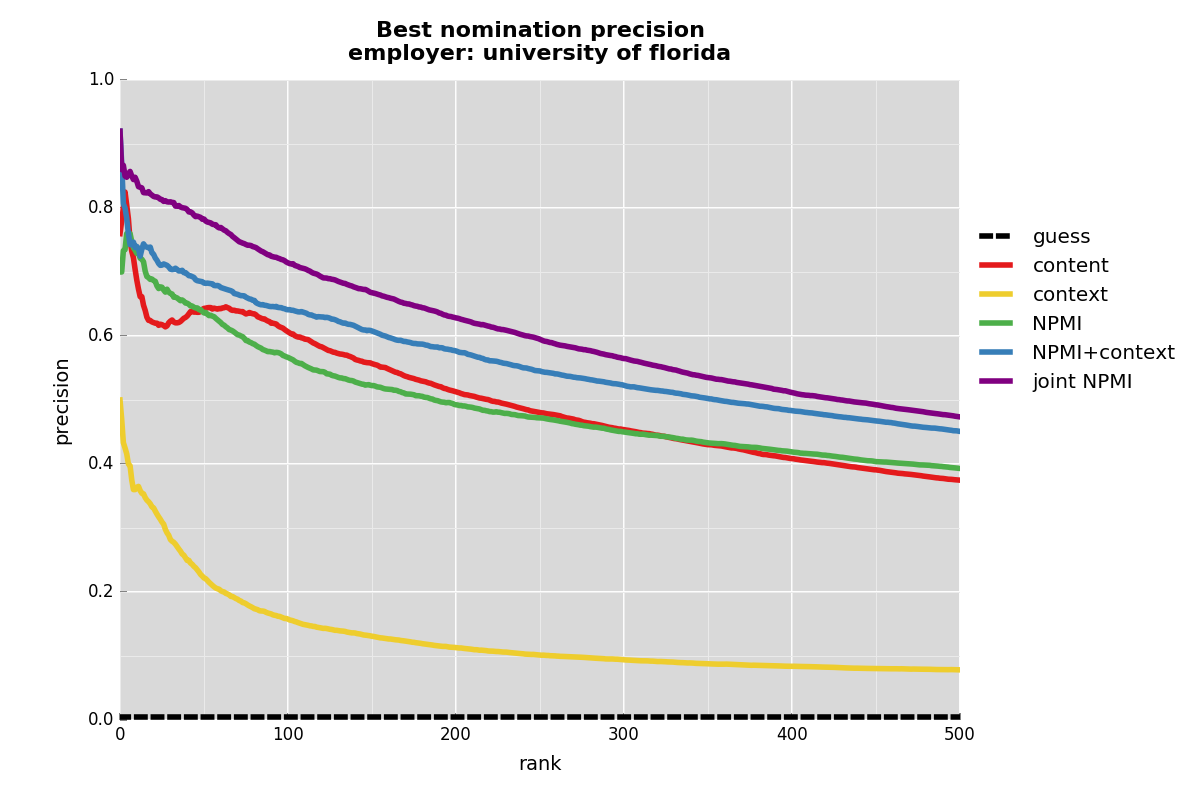 Best nomination precision
employer: university of florida
1.0
0.8
0.6
0.4
0.2
0.0
precision
0 100 200 300 400 500
rank
guess
content
context
NPMI
NPMI+context
joint NPMI